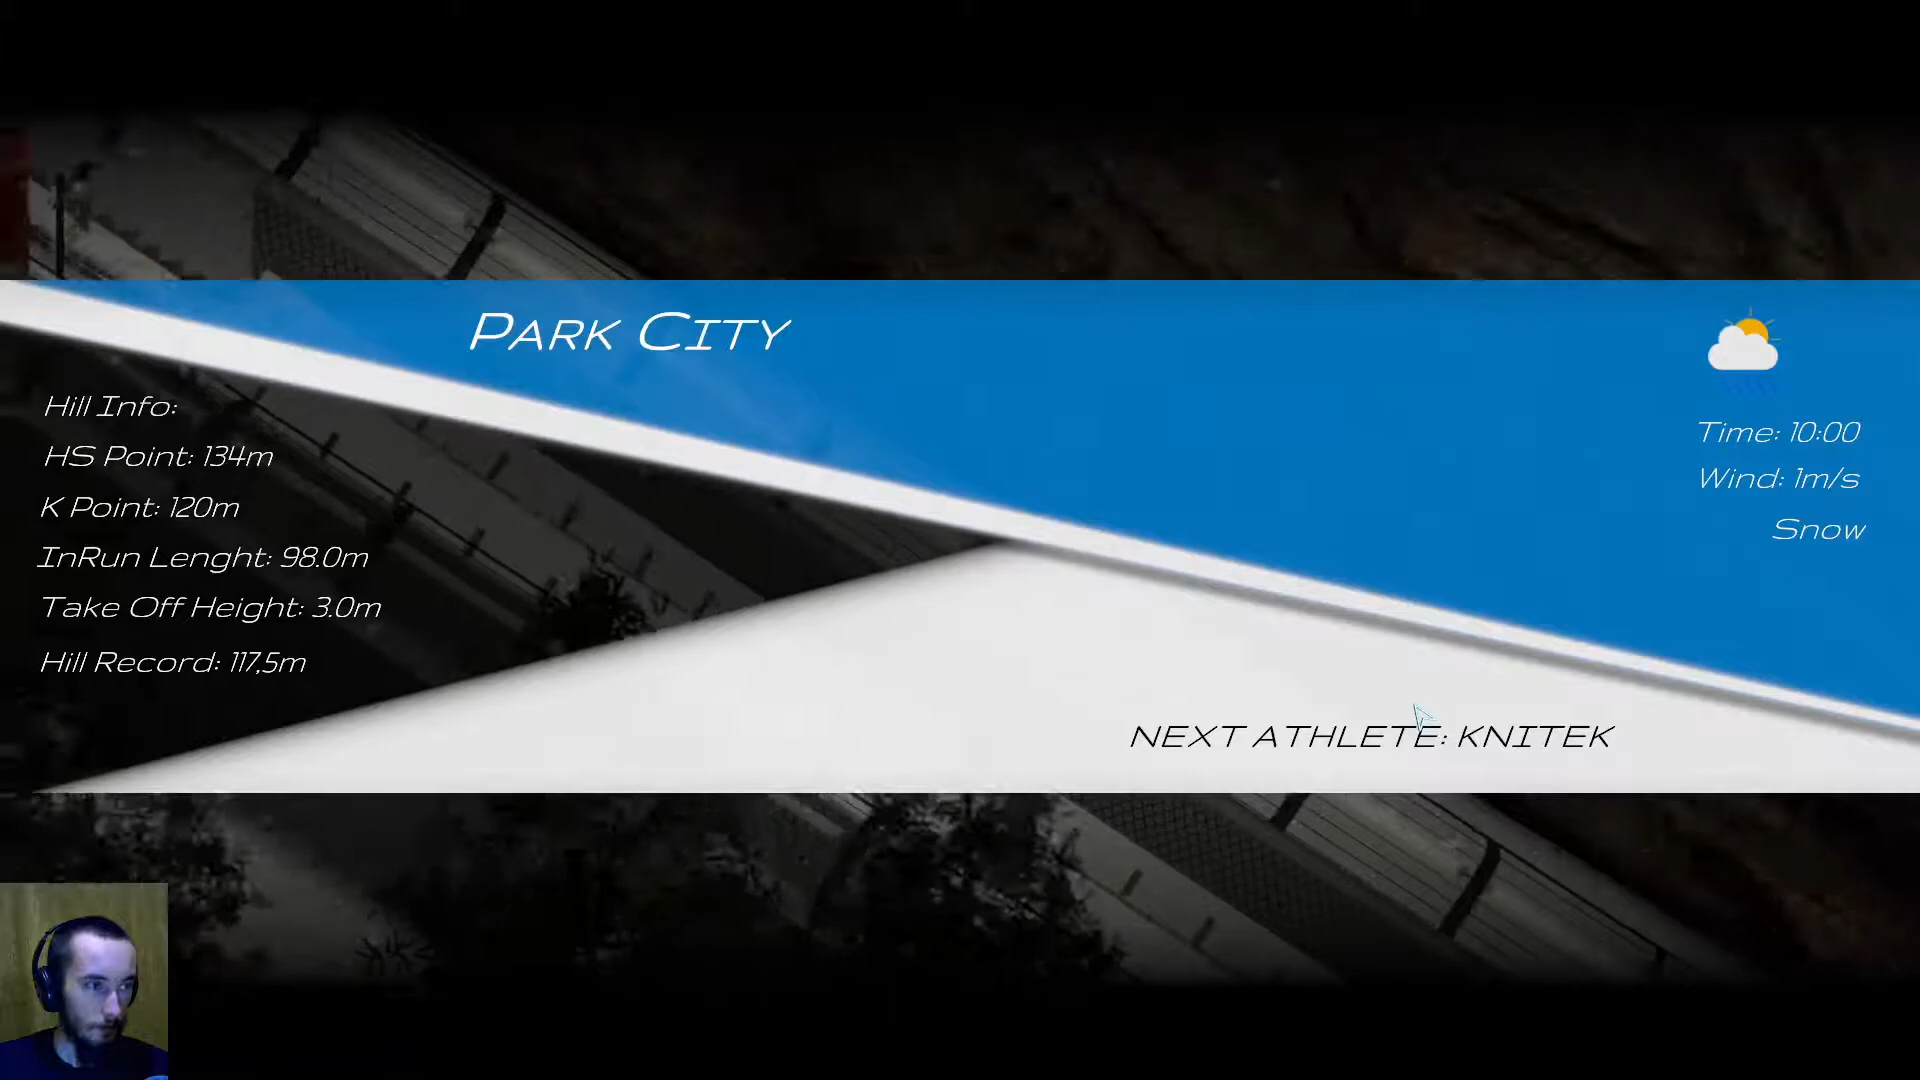 PARK CITY
Hill Info:
HS Point: 134m
K Point: 120m
InRun Lenght: 98.0m
Take Off Height: 3.0m
Hill Record: 117,5m
Time: 10:00
Wind: 1m/s
Snow
NEXT ATHLETE: KNITEK